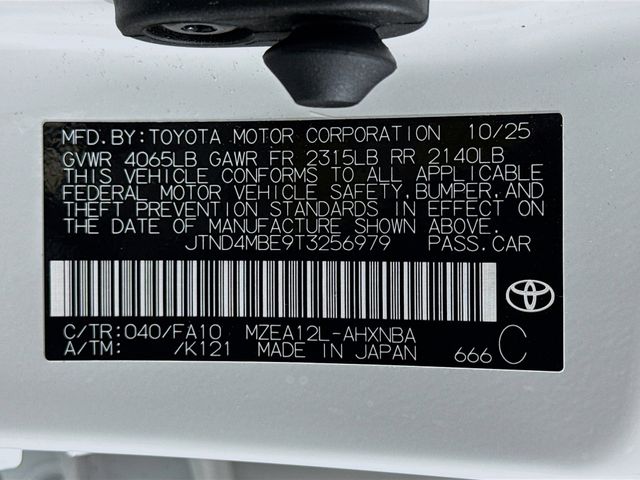 MFD.BY:TOYOTA MOTOR CORPORATION 10/25
GVWR 4065LB GAWR FR 2315LB RR 2140LB
THIS VEHICLE CONFORMS TO ALL APPLICABLE
FEDERAL MOTOR VEHICLE SAFETY,BUMPER,AND
THEFT PREVENTION STANDARDS IN EFFECT ON
THE DATE OF MANUFACTURE SHOWN ABOVE.
JTND4MBE9T3256979 PASS.CAR
C/TR:040/FA10 MZEA12L-AHXNBA
A/TM: /K121 MADE IN JAPAN 666 C